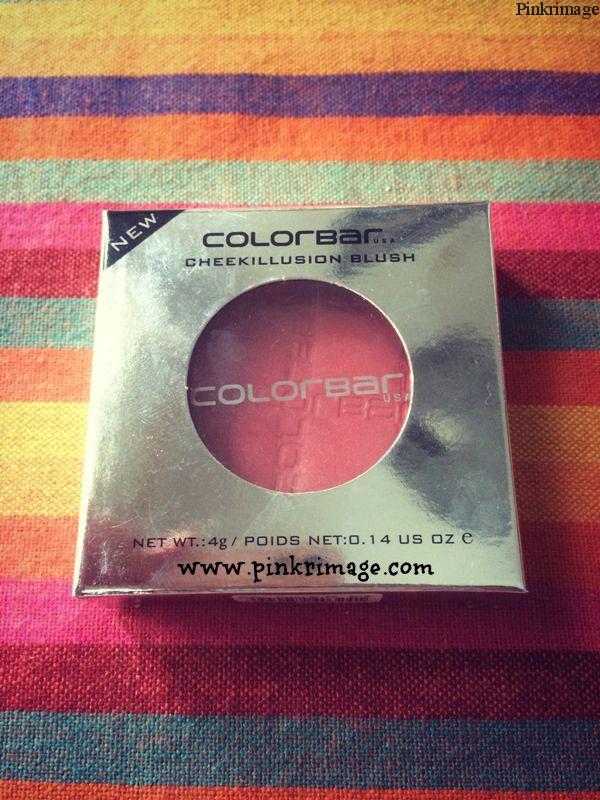 Pinkrimage
NEW
COLORBAR USA
CHEEKILLUSION BLUSH
COLORBAR USA
COLORBAR
NET WT.:4g / POIDS NET:0.14 US OZ ℮
www.pinkrimage.com